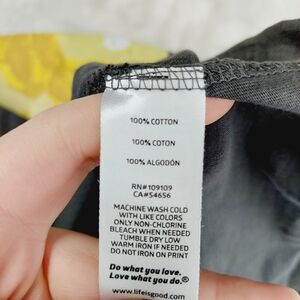 100% COTTON
100% COTON
100% ALGODÓN
RN#109109
CA#54656
MACHINE WASH COLD
WITH LIKE COLORS
ONLY NON-CHLORINE
BLEACH WHEN NEEDED
TUMBLE DRY LOW
WARM IRON IF NEEDED
DO NOT IRON ON PRINT
Do what you love.
Love what you do.®
www.lifeisgood.com